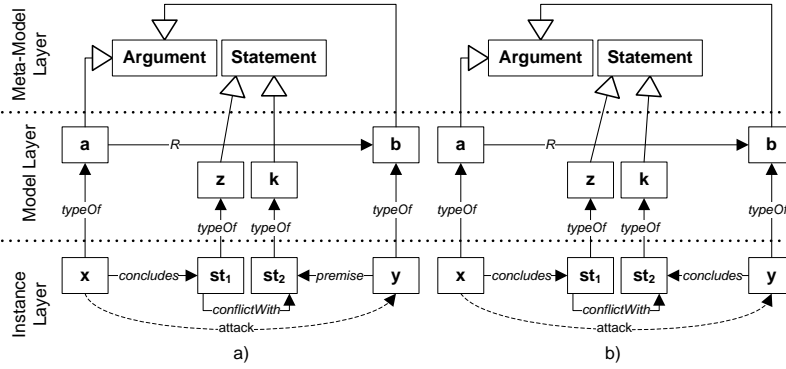 Meta-Model
Layer
Argument Statement Argument Statement
Model Layer
a R b a R b
z k z k
typeOf typeOf typeOf typeOf typeOf typeOf typeOf typeOf
Instance
Layer
x concludes st1 st2 premise y x concludes st1 st2 concludes y
conflictWith conflictWith
attack attack
a) b)